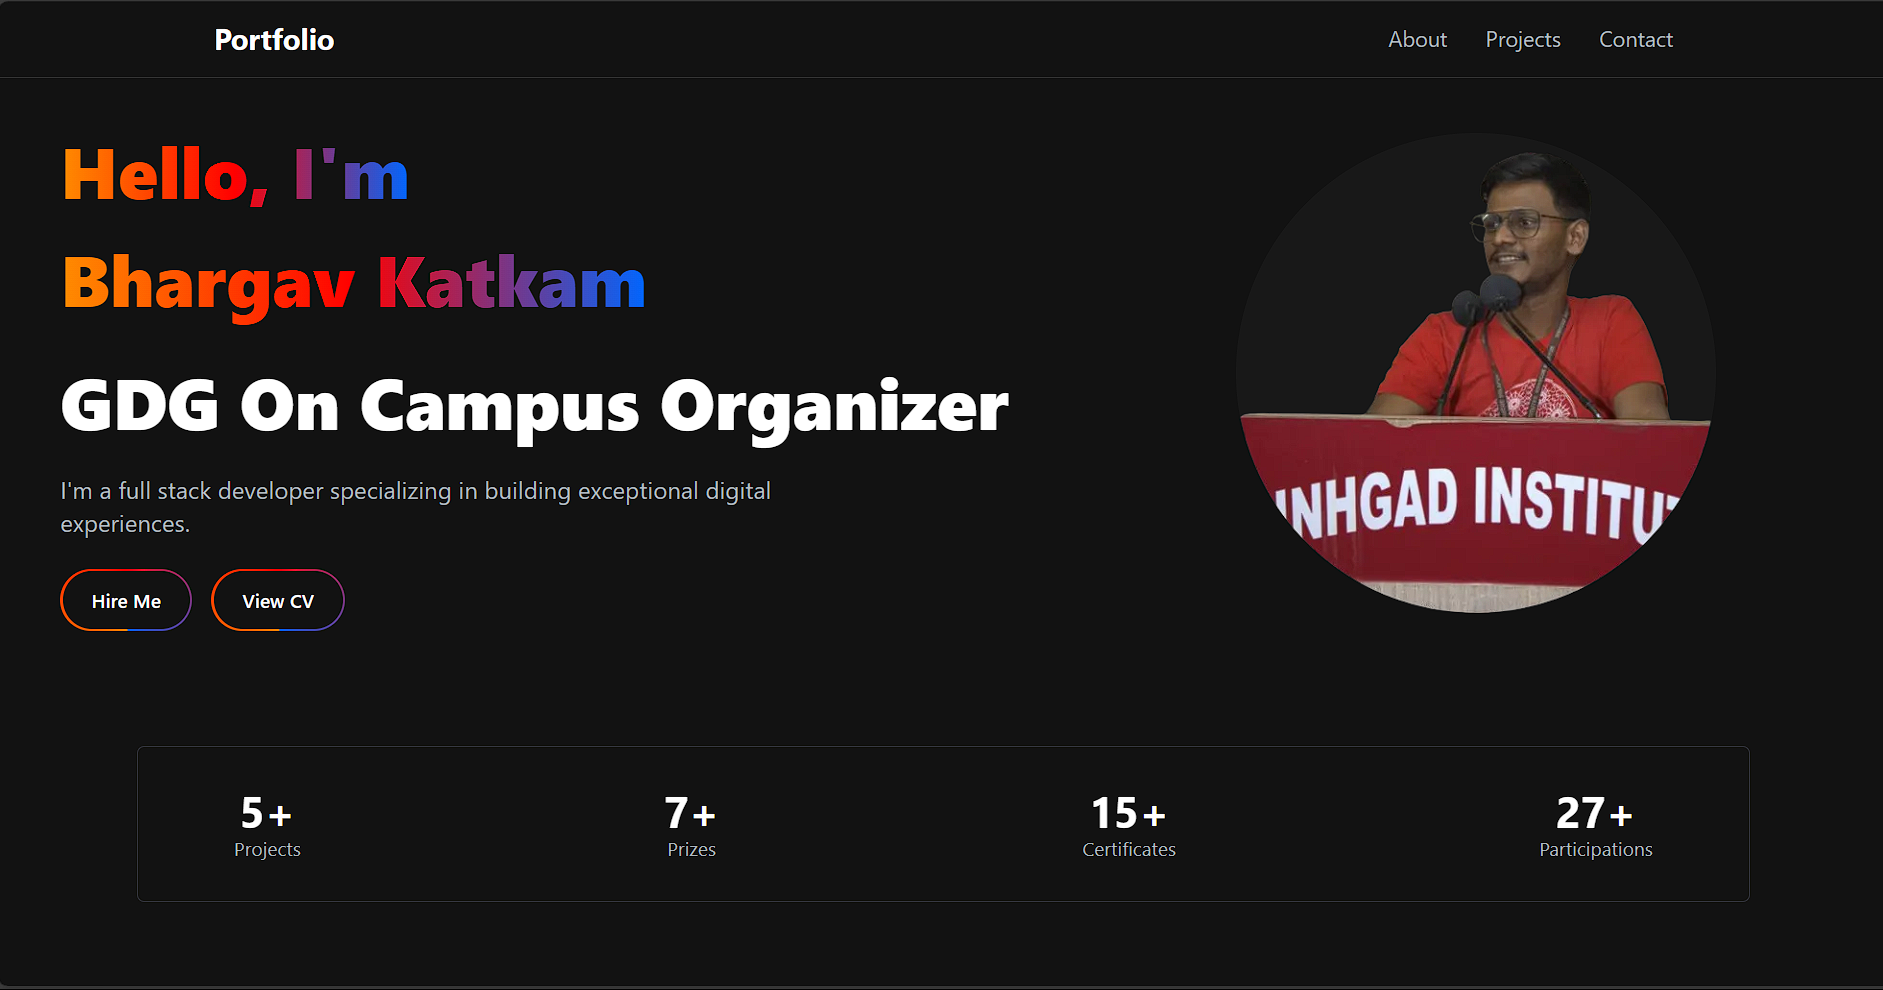 Portfolio
About Projects Contact
Hello, I'm
Bhargav Katkam
GDG On Campus Organizer
I'm a full stack developer specializing in building exceptional digital
experiences.
Hire Me View CV
NHGAD INSTITU
5+ 7+ 15+ 27+
Projects Prizes Certificates Participations